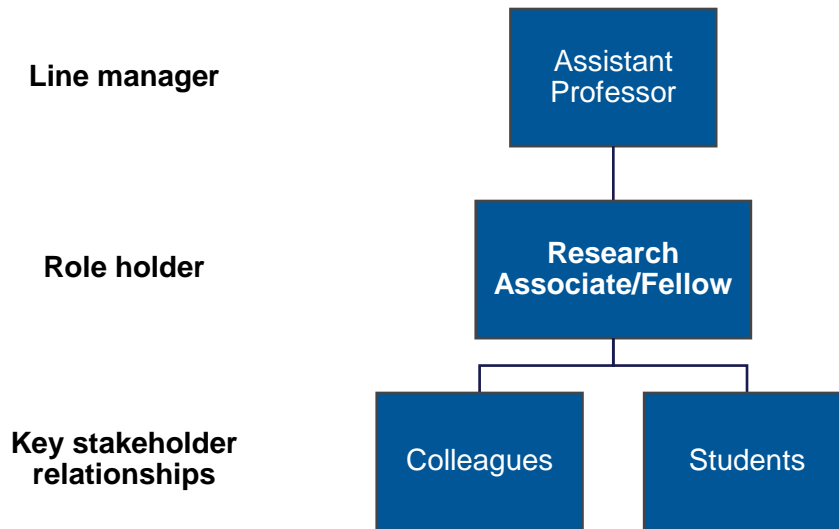 Line manager
Assistant
Professor
Role holder
Research
Associate/Fellow
Key stakeholder
relationships
Colleagues
Students